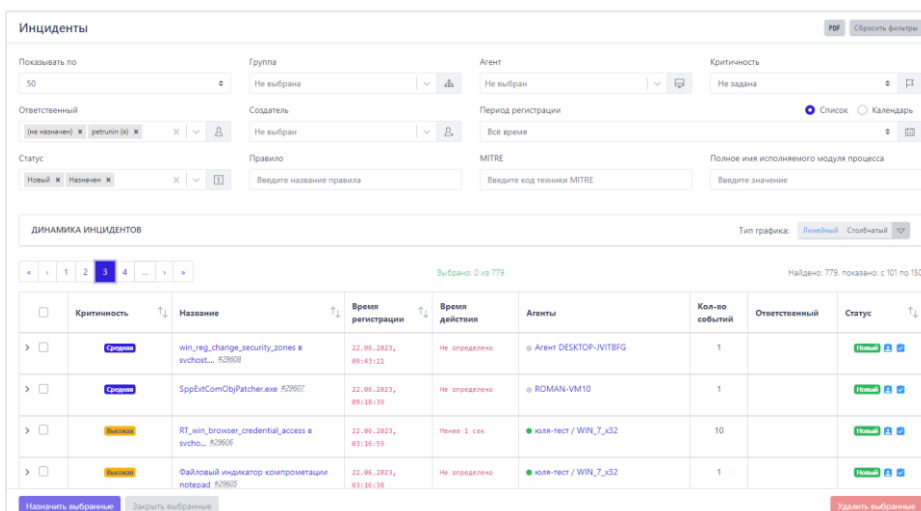 Инциденты
PDF Сбросить фильтры
Показывать по Группа Агент Критичность
50 Не выбрана Не выбран Не задана
Ответственный Создатель Период регистрации Список Календарь
(не назначен) × petrunin (я) × Не выбран Всё время
Статус Правило MITRE Полное имя исполняемого модуля процесса
Новый × Назначен × Введите название правила Введите код техники MITRE Введите значение
ДИНАМИКА ИНЦИДЕНТОВ Тип графика: Линейный Столбчатый
« ‹ 1 2 3 4 ... › » Выбрано: 0 из 779 Найдено: 779, показано: с 101 по 150
Критичность Название Время регистрации Время действия Агенты Кол-во событий Ответственный Статус
Средняя win_reg_change_security_zones в Не определено Агент DESKTOP-JVITBFG 1 Новый
svchost.... #29608
22.06.2023,
09:43:21
Средняя SppExtComObjPatcher.exe #29607 Не определено ROMAN-VM10 1 Новый
22.06.2023,
09:18:39
Высокая RT_win_browser_credential_access в Менее 1 сек юля-тест / WIN_7_x32 10 Новый
svcho... #29606
22.06.2023,
03:16:59
Высокая Файловый индикатор компрометации Не определено юля-тест / WIN_7_x32 1 Новый
notepad #29605
22.06.2023,
03:16:38
Назначить выбранные Закрыть выбранные Удалить выбранные